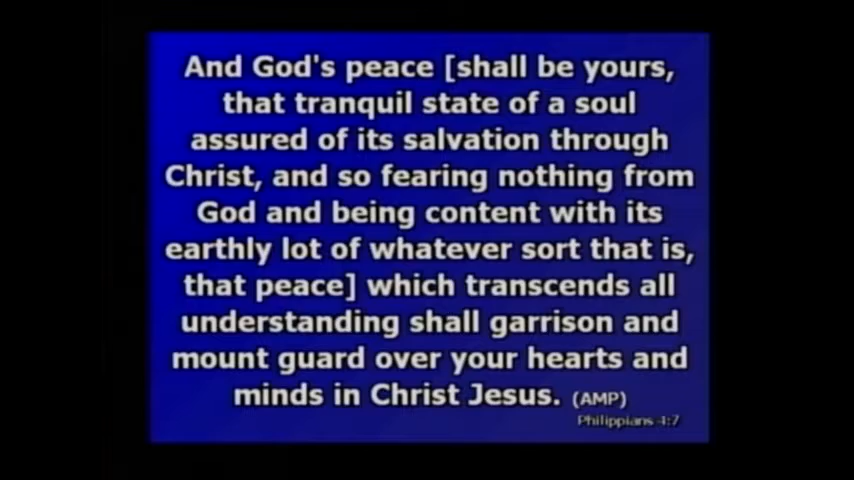 And God's peace [shall be yours,
that tranquil state of a soul
assured of its salvation through
Christ, and so fearing nothing from
God and being content with its
earthly lot of whatever sort that is,
that peace] which transcends all
understanding shall garrison and
mount guard over your hearts and
minds in Christ Jesus. (AMP)
Philippians 4:7